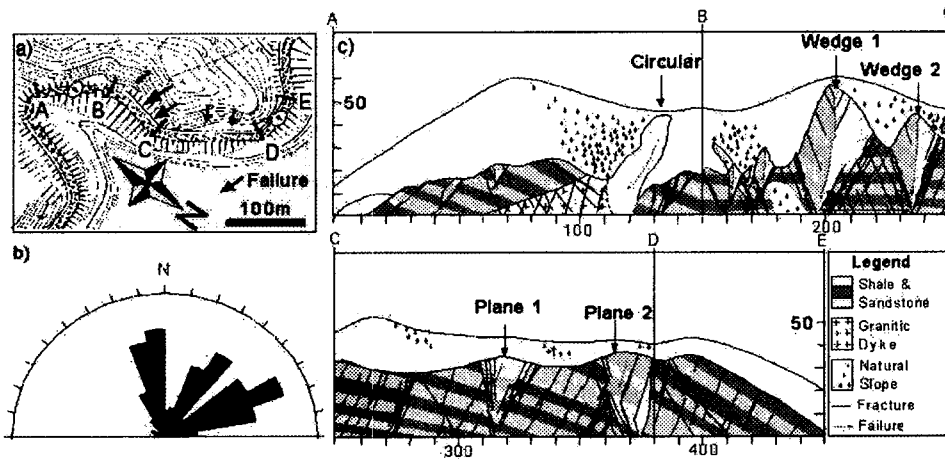 a)
A
B
C
D
E
N
Failure
100m
b)
N
c)
A
B
Circular
Wedge 1
Wedge 2
50
100
200
C
D
E
Plane 1
Plane 2
50
300
400
Legend
Shale &
Sandstone
Granitic
Dyke
Natural
Slope
Fracture
Failure